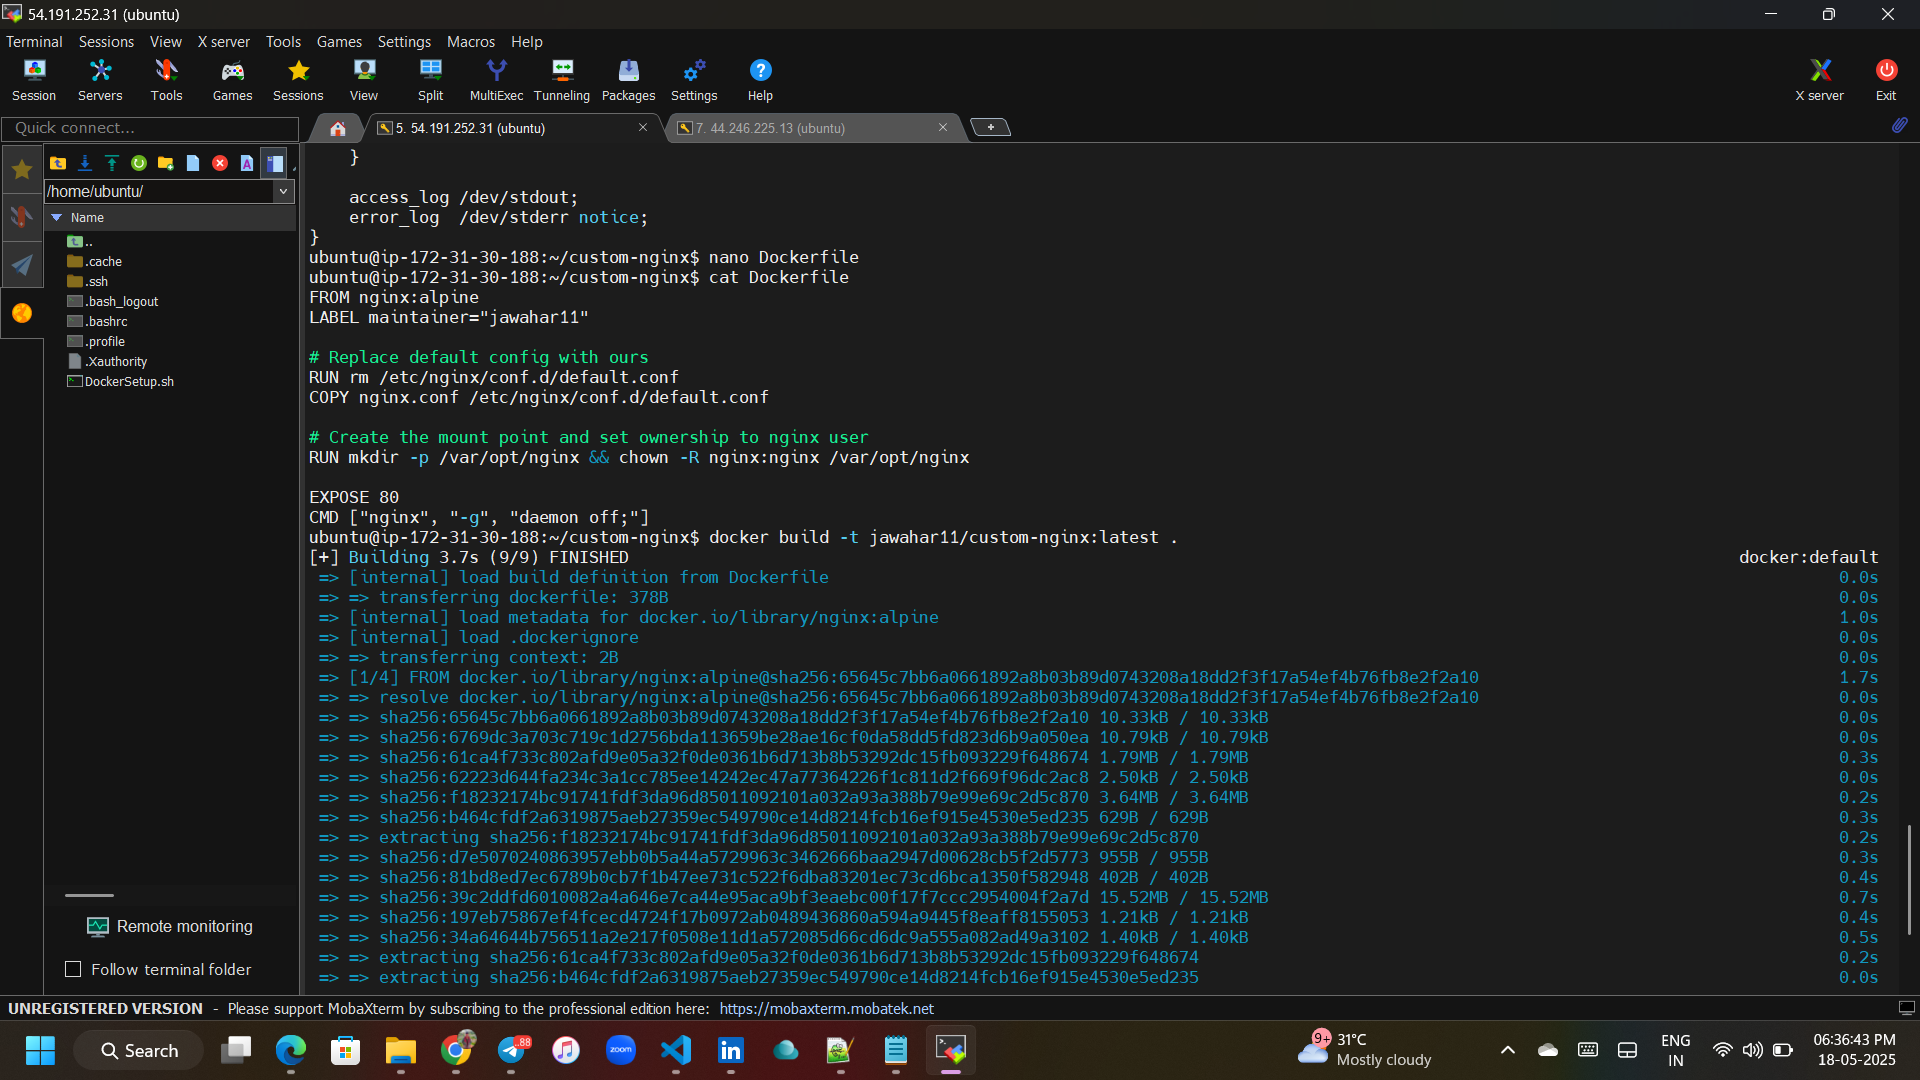 54.191.252.31 (ubuntu)
Terminal Sessions View X server Tools Games Settings Macros Help
Session Servers Tools Games Sessions View Split MultiExec Tunneling Packages Settings Help X server Exit
Quick connect...
5. 54.191.252.31 (ubuntu)
7. 44.246.225.13 (ubuntu)
/home/ubuntu/
Name
..
.cache
.ssh
.bash_logout
.bashrc
.profile
.Xauthority
DockerSetup.sh
Remote monitoring
Follow terminal folder
}
access_log /dev/stdout;
error_log  /dev/stderr notice;
}
ubuntu@ip-172-31-30-188:~/custom-nginx$ nano Dockerfile
ubuntu@ip-172-31-30-188:~/custom-nginx$ cat Dockerfile
FROM nginx:alpine
LABEL maintainer="jawahar11"
# Replace default config with ours
RUN rm /etc/nginx/conf.d/default.conf
COPY nginx.conf /etc/nginx/conf.d/default.conf
# Create the mount point and set ownership to nginx user
RUN mkdir -p /var/opt/nginx && chown -R nginx:nginx /var/opt/nginx
EXPOSE 80
CMD ["nginx", "-g", "daemon off;"]
ubuntu@ip-172-31-30-188:~/custom-nginx$ docker build -t jawahar11/custom-nginx:latest .
[+] Building 3.7s (9/9) FINISHED docker:default
=> [internal] load build definition from Dockerfile 0.0s
=> => transferring dockerfile: 378B 0.0s
=> [internal] load metadata for docker.io/library/nginx:alpine 1.0s
=> [internal] load .dockerignore 0.0s
=> => transferring context: 2B 0.0s
=> [1/4] FROM docker.io/library/nginx:alpine@sha256:65645c7bb6a0661892a8b03b89d0743208a18dd2f3f17a54ef4b76fb8e2f2a10 1.7s
=> => resolve docker.io/library/nginx:alpine@sha256:65645c7bb6a0661892a8b03b89d0743208a18dd2f3f17a54ef4b76fb8e2f2a10 0.0s
=> => sha256:65645c7bb6a0661892a8b03b89d0743208a18dd2f3f17a54ef4b76fb8e2f2a10 10.33kB / 10.33kB 0.0s
=> => sha256:6769dc3a703c719c1d2756bda113659be28ae16cf0da58dd5fd823d6b9a050ea 10.79kB / 10.79kB 0.0s
=> => sha256:61ca4f733c802afd9e05a32f0de0361b6d713b8b53292dc15fb093229f648674 1.79MB / 1.79MB 0.3s
=> => sha256:62223d644fa234c3a1cc785ee14242ec47a77364226f1c811d2f669f96dc2ac8 2.50kB / 2.50kB 0.0s
=> => sha256:f18232174bc91741fdf3da96d85011092101a032a93a388b79e99e69c2d5c870 3.64MB / 3.64MB 0.2s
=> => sha256:b464cfdf2a6319875aeb27359ec549790ce14d8214fcb16ef915e4530e5ed235 629B / 629B 0.3s
=> => extracting sha256:f18232174bc91741fdf3da96d85011092101a032a93a388b79e99e69c2d5c870 0.2s
=> => sha256:d7e5070240863957ebb0b5a44a5729963c3462666baa2947d00628cb5f2d5773 955B / 955B 0.3s
=> => sha256:81bd8ed7ec6789b0cb7f1b47ee731c522f6dba83201ec73cd6bca1350f582948 402B / 402B 0.4s
=> => sha256:39c2ddfd6010082a4a646e7ca44e95aca9bf3eaebc00f17f7ccc2954004f2a7d 15.52MB / 15.52MB 0.7s
=> => sha256:197eb75867ef4fcecd4724f17b0972ab0489436860a594a9445f8eaff8155053 1.21kB / 1.21kB 0.4s
=> => sha256:34a64644b756511a2e217f0508e11d1a572085d66cd6dc9a555a082ad49a3102 1.40kB / 1.40kB 0.5s
=> => extracting sha256:61ca4f733c802afd9e05a32f0de0361b6d713b8b53292dc15fb093229f648674 0.2s
=> => extracting sha256:b464cfdf2a6319875aeb27359ec549790ce14d8214fcb16ef915e4530e5ed235 0.0s
UNREGISTERED VERSION - Please support MobaXterm by subscribing to the professional edition here: https://mobaxterm.mobatek.net
Search
.88
zoom
in
9+
31°C
Mostly cloudy
ENG
IN
06:36:43 PM
18-05-2025